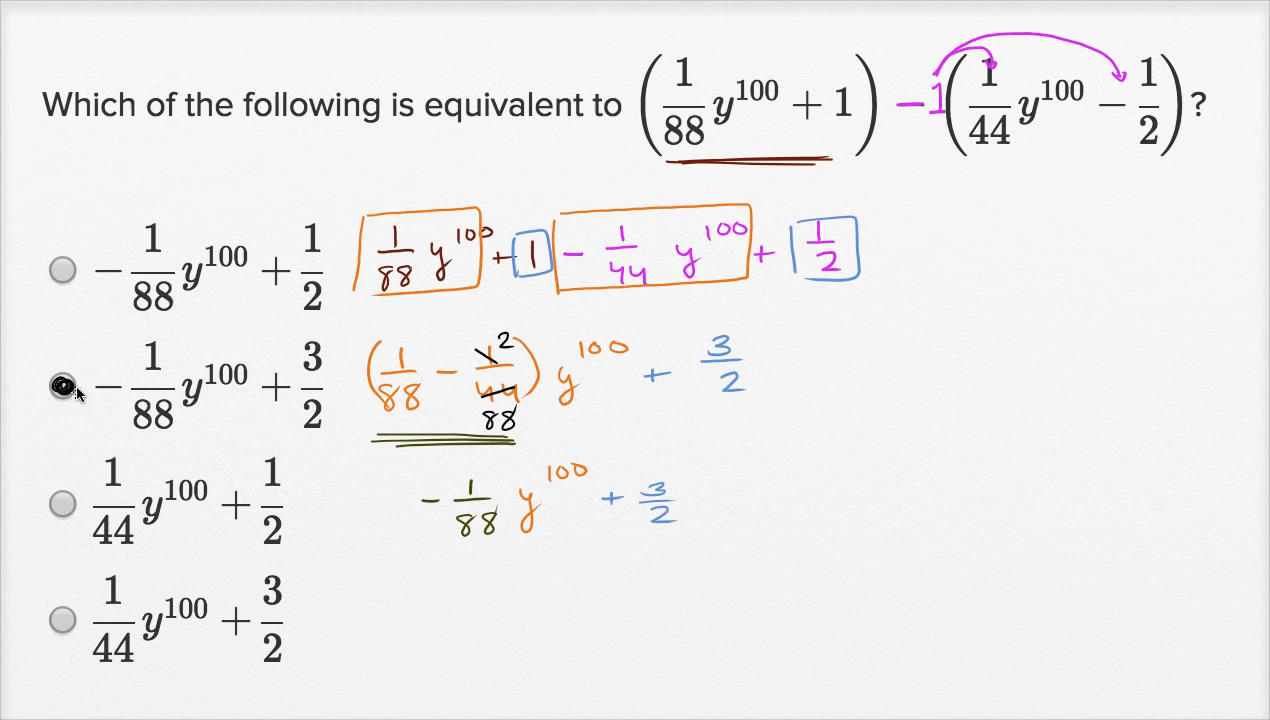 Which of the following is equivalent to (1/88 y^100 + 1) −1(1/44 y^100 − 1/2)?
−1/88 y^100 + 1/2
1/88 y^100 + 1 − 1/44 y^100 + 1/2
−1/88 y^100 + 3/2
(1/88 − 1/44 2/88) y^100 + 3/2
1/44 y^100 + 1/2
−1/88 y^100 + 3/2
1/44 y^100 + 3/2